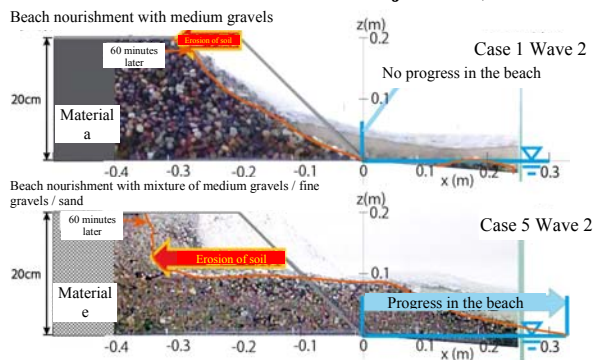 Beach nourishment with medium gravels
z(m)
0.2
Erosion of soil
60 minutes
later
Case 1 Wave 2
No progress in the beach
20cm
Material
a
0.1
-0.4
-0.3
-0.2
-0.1
0
0.1
0.2
0.3
x (m)
Beach nourishment with mixture of medium gravels / fine
gravels / sand
z(m)
0.2
60 minutes
later
Case 5 Wave 2
Erosion of soil
20cm
Material
e
0.1
Progress in the beach
-0.4
-0.3
-0.2
-0.1
0
0.1
0.2
0.3
x (m)